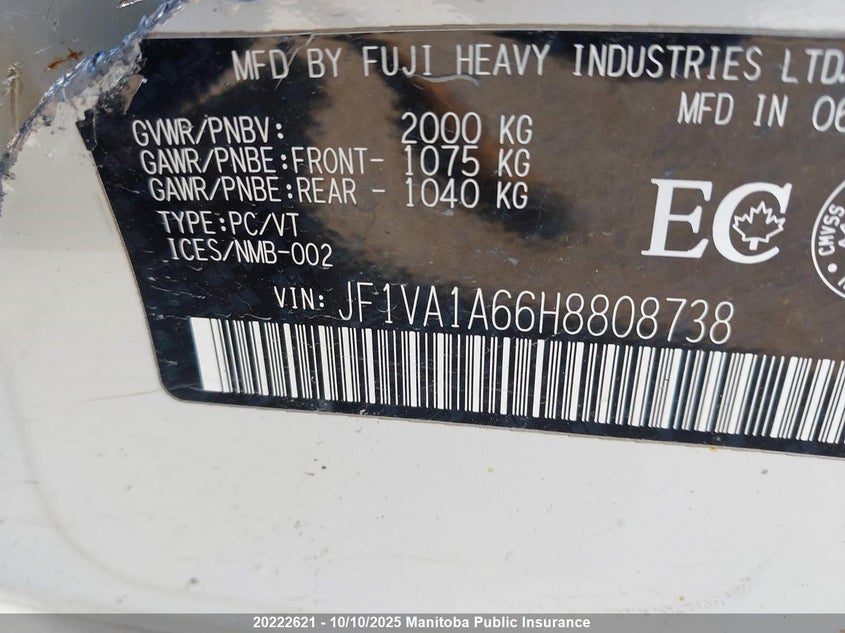 MFD BY FUJI HEAVY INDUSTRIES LTD.
MFD IN 06
GVWR/PNBV: 2000 KG
GAWR/PNBE:FRONT- 1075 KG
GAWR/PNBE:REAR - 1040 KG
TYPE:PC/VT
ICES/NMB-002
EC
CMVSS
VIN: JF1VA1A66H8808738
20222621 - 10/10/2025 Manitoba Public Insurance